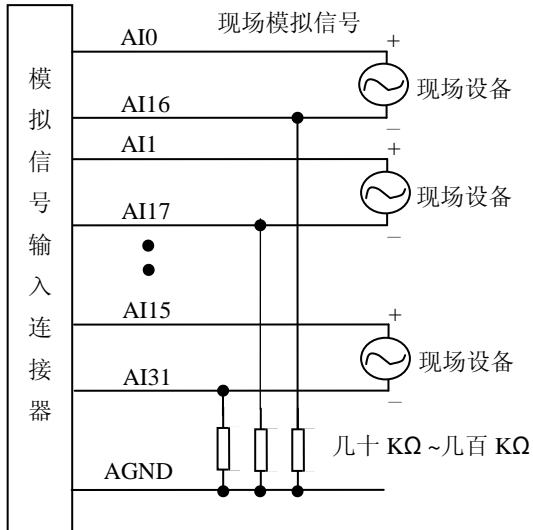 现场模拟信号
AI0
+
现场设备
AI16
–
AI1
+
现场设备
AI17
–
AI15
+
现场设备
AI31
–
几十 KΩ ~几百 KΩ
AGND
模拟信号输入连接器